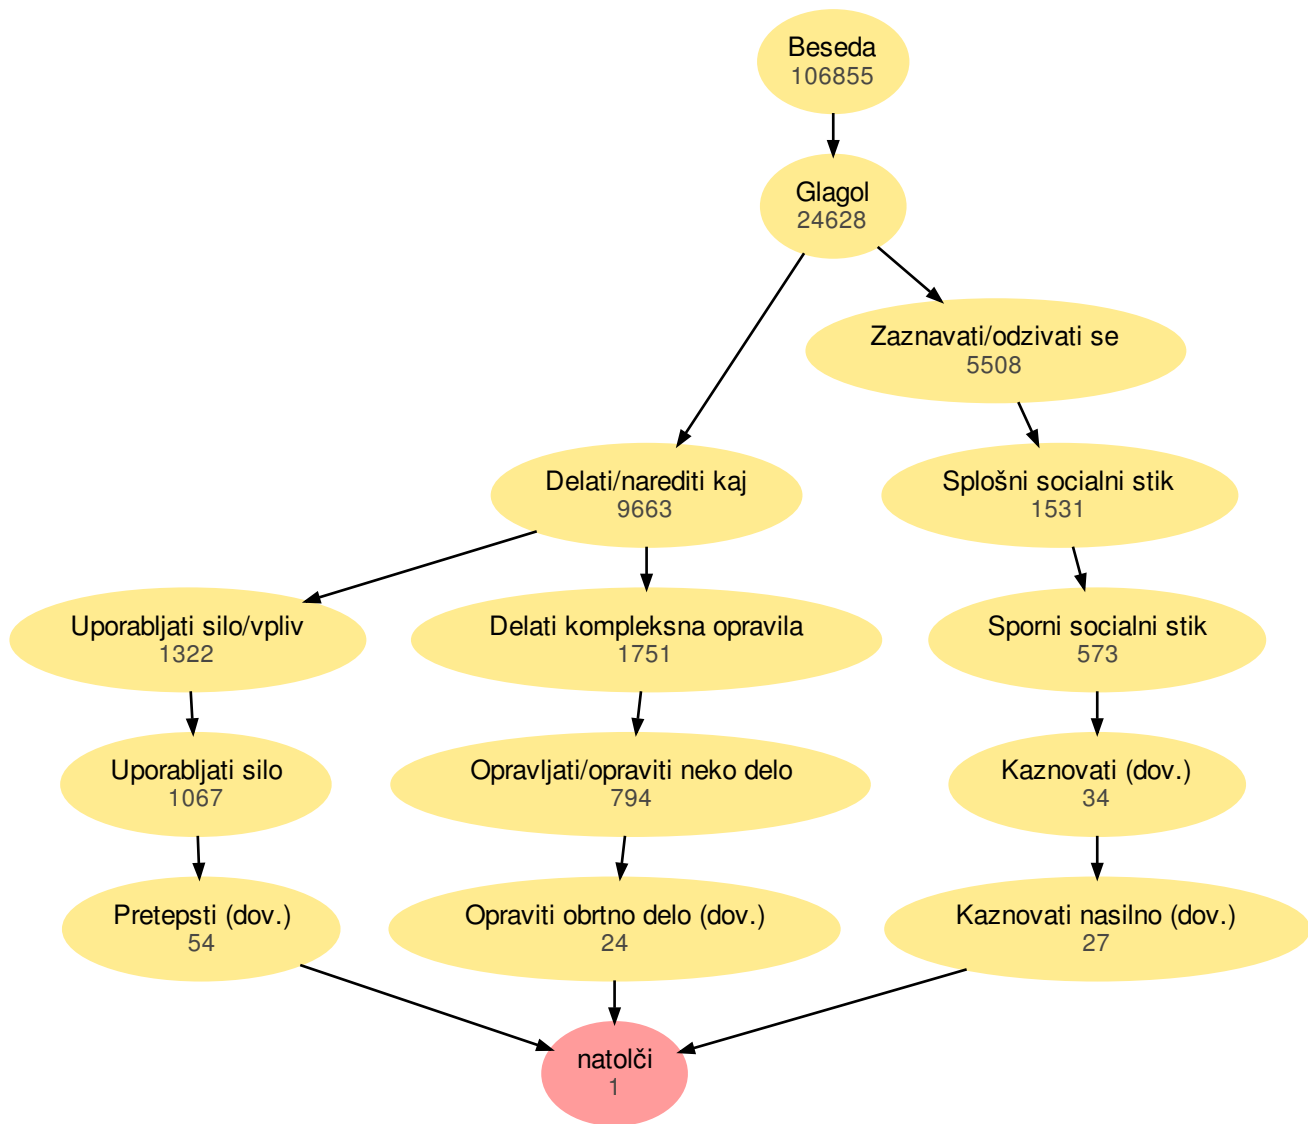 Beseda
106855
Glagol
24628
Zaznavati/odzivati se
5508
Delati/narediti kaj
9663
Splošni socialni stik
1531
Uporabljati silo/vpliv
1322
Delati kompleksna opravila
1751
Sporni socialni stik
573
Uporabljati silo
1067
Opravljati/opraviti neko delo
794
Kaznovati (dov.)
34
Pretepsti (dov.)
54
Opraviti obrtno delo (dov.)
24
Kaznovati nasilno (dov.)
27
natolči
1